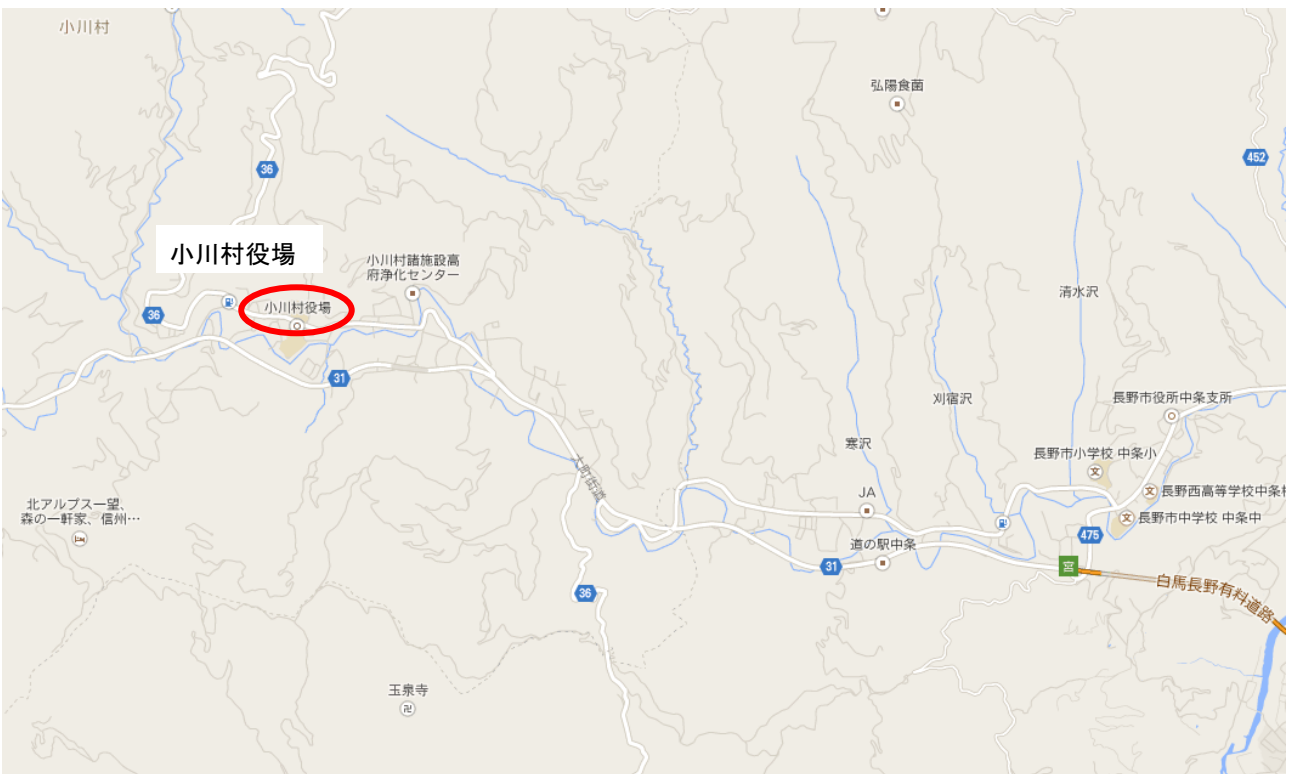 小川村
弘陽食菌
452
36
小川村役場
小川村諸施設高
府浄化センター
清水沢
小川村役場
36
31
刈宿沢
長野市役所中条支所
寒沢
長野市小学校 中条小
大町街道
JA
長野西高等学校中条校
北アルプス一望、
森の一軒家、信州…
長野市中学校 中条中
475
道の駅中条
31
宮
白馬長野有料道路
36
玉泉寺